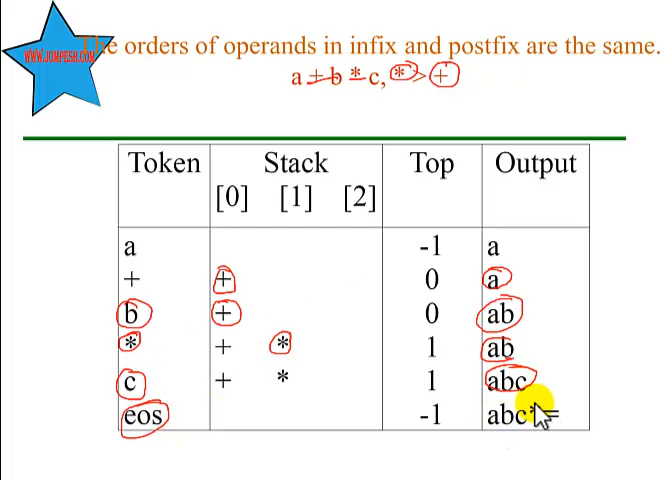 The orders of operands in infix and postfix are the same.
WWW.JOMPESH.COM
a + b * c, * > +
Token Stack Top Output
[0] [1] [2]
a -1 a
+ + 0 a
b + 0 ab
* + * 1 ab
c + * 1 abc
eos -1 abc*=